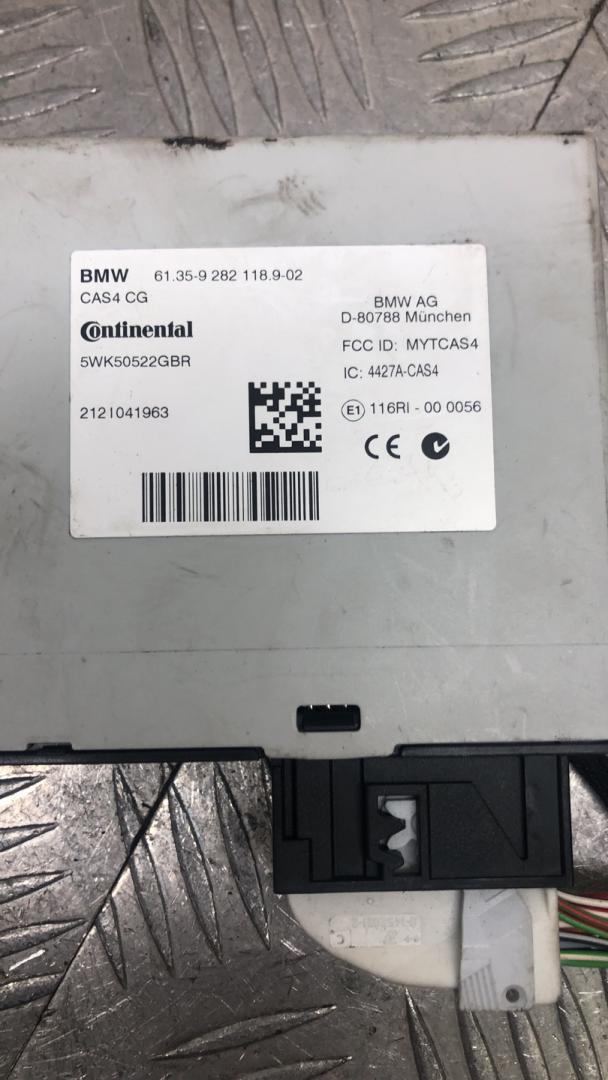 BMW 61.35-9 282 118.9-02
CAS4 CG
Continental
5WK50522GBR
212I041963
BMW AG
D-80788 München
FCC ID: MYTCAS4
IC: 4427A-CAS4
E1 116RI - 00 0056
CE